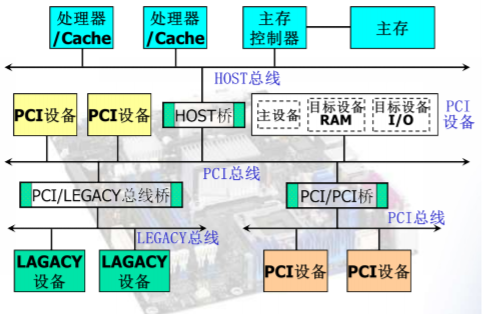 处理器
/Cache
处理器
/Cache
主存
控制器
主存
HOST总线
PCI设备
PCI设备
HOST桥
主设备
目标设备
RAM
目标设备
I/O
PCI
设备
PCI总线
PCI/LEGACY总线桥
PCI/PCI桥
PCI总线
LEGACY总线
LAGACY
设备
LAGACY
设备
PCI设备
PCI设备